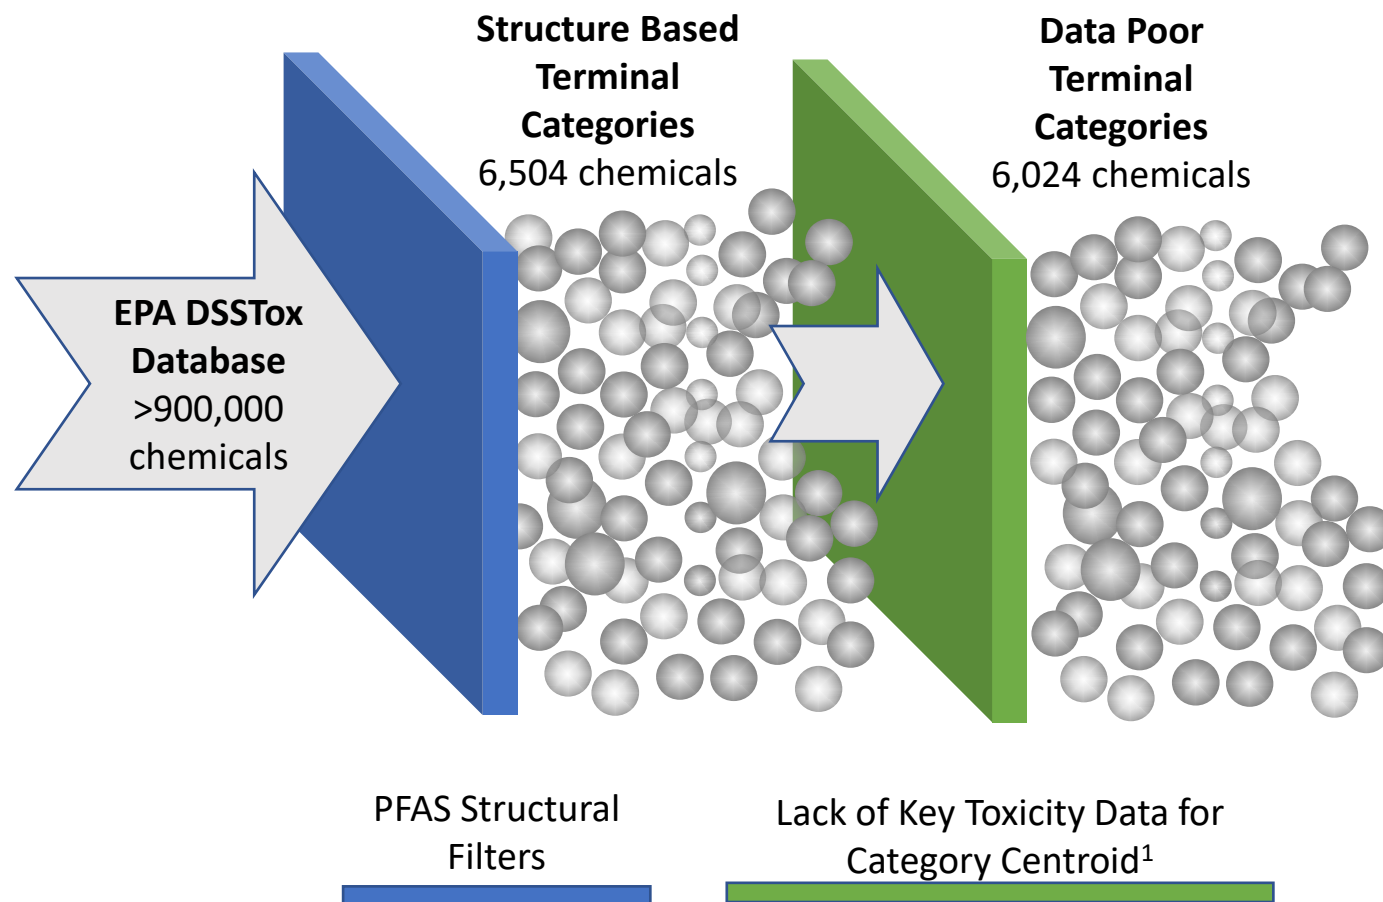 Structure Based
Terminal
Categories
6,504 chemicals
Data Poor
Terminal
Categories
6,024 chemicals
EPA DSSTox
Database
>900,000
chemicals
PFAS Structural
Filters
Lack of Key Toxicity Data for
Category Centroid¹